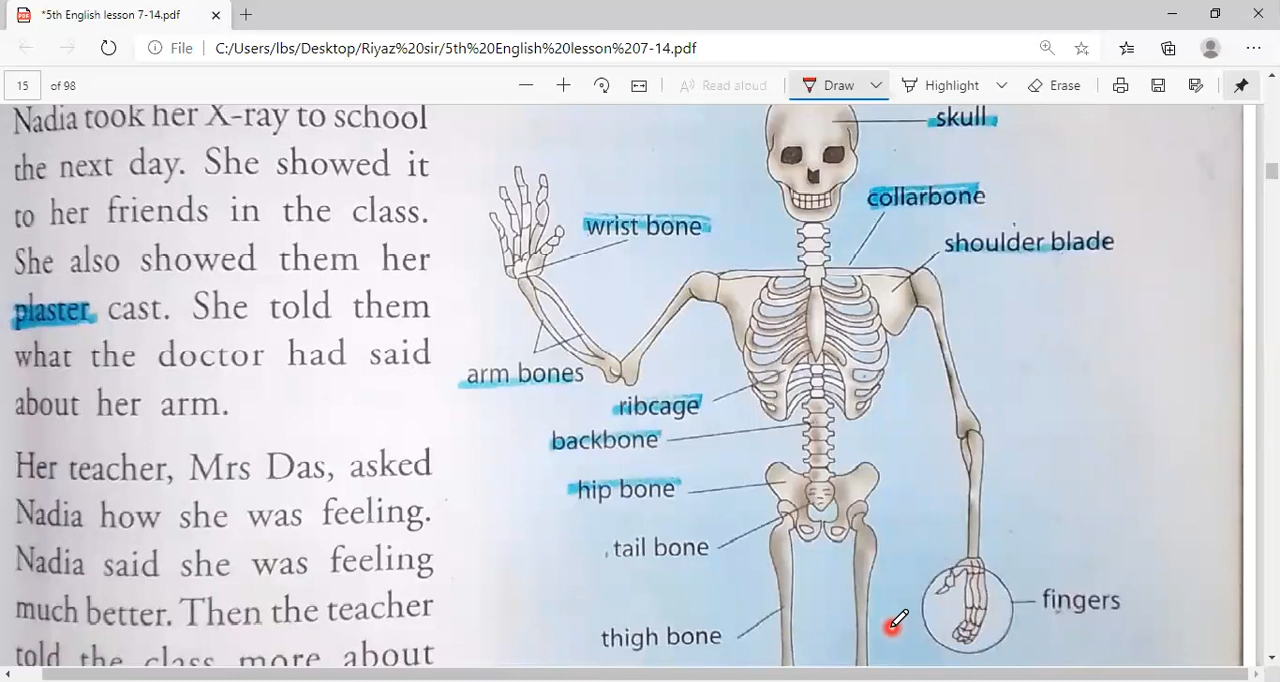 *5th English lesson 7-14.pdf
File
C:/Users/lbs/Desktop/Riyaz%20sir/5th%20English%20lesson%207-14.pdf
15 of 98
Read aloud
Draw
Highlight
Erase
Nadia took her X-ray to school
the next day. She showed it
to her friends in the class.
She also showed them her
plaster cast. She told them
what the doctor had said
about her arm.
Her teacher, Mrs Das, asked
Nadia how she was feeling.
Nadia said she was feeling
much better. Then the teacher
told the class more about
skull
collarbone
wrist bone
shoulder blade
arm bones
ribcage
backbone
hip bone
tail bone
fingers
thigh bone